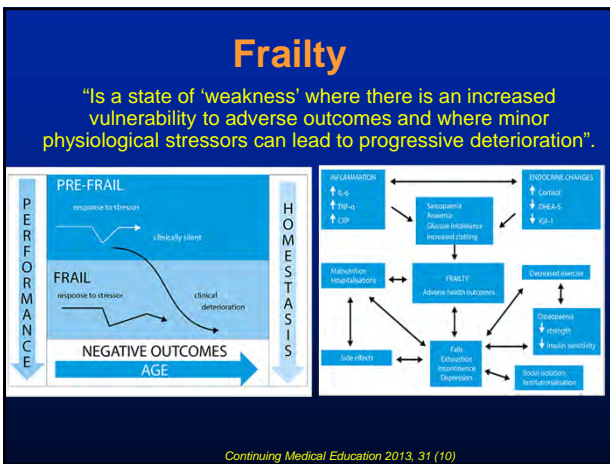 Frailty
“Is a state of ‘weakness’ where there is an increased
vulnerability to adverse outcomes and where minor
physiological stressors can lead to progressive deterioration”.
PERFORMANCE
PRE-FRAIL
response to stressor
clinically silent
FRAIL
response to stressor
clinical
deterioration
NEGATIVE OUTCOMES
AGE
HOMESTASIS
INFLAMMATION
↑ IL-6
↑ TNF-α
↑ CRP
ENDOCRINE CHANGES
↑ Cortisol
↓ DHEA-S
↓ IGF-1
Sarcopaenia
Anaemia
Glucose intolerance
Increased clotting
Malnutrition
Hospitalisations
FRAILTY
Adverse health outcomes
Decreased exercise
Osteopaenia
↓ strength
↓ Insulin sensitivity
Side effects
Falls
Exhaustion
Incontinence
Depression
Social isolation
Institutionalisation
Continuing Medical Education 2013, 31 (10)